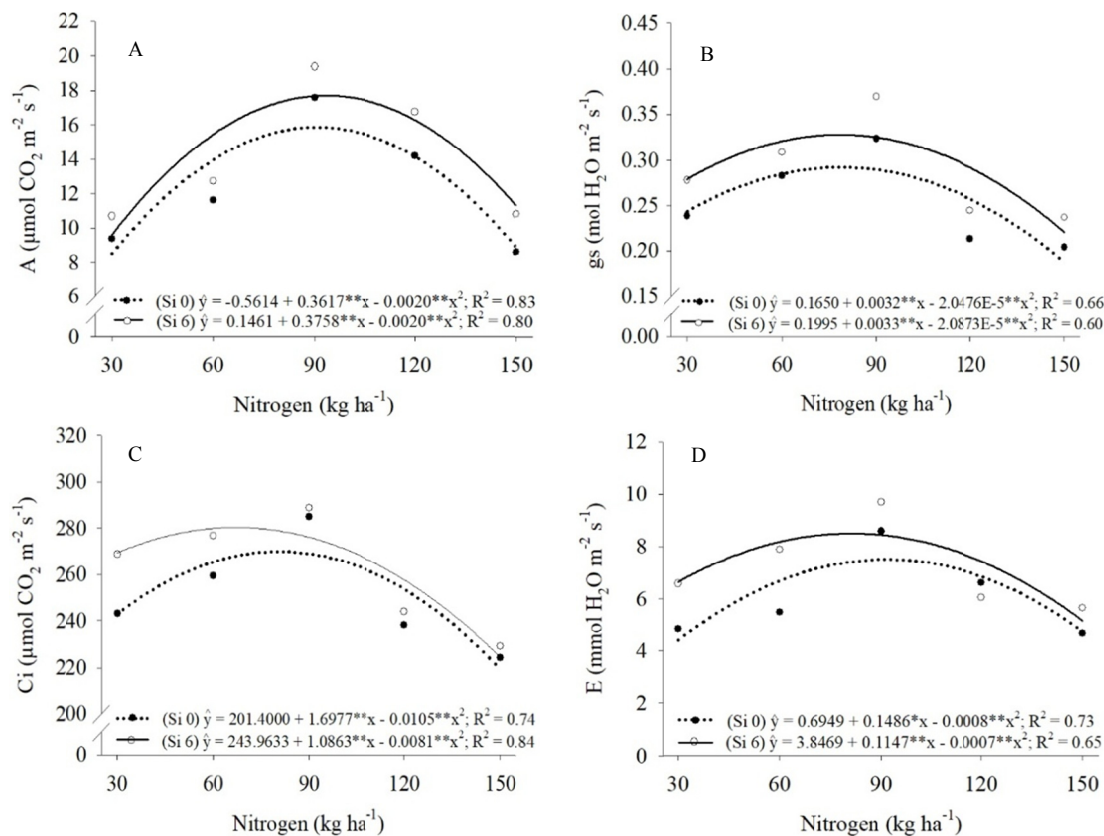 A
22
20
18
16
14
12
10
8
6
0
A (µmol CO₂ m⁻² s⁻¹)
(Si 0) ŷ = -0.5614 + 0.3617**x - 0.0020**x²; R² = 0.83
(Si 6) ŷ = 0.1461 + 0.3758**x - 0.0020**x²; R² = 0.80
30 60 90 120 150
Nitrogen (kg ha⁻¹)
B
0.45
0.40
0.35
0.30
0.25
0.20
0.15
0.00
gs (mol H₂O m⁻² s⁻¹)
(Si 0) ŷ = 0.1650 + 0.0032**x - 2.0476E-5**x²; R² = 0.66
(Si 6) ŷ = 0.1995 + 0.0033**x - 2.0873E-5**x²; R² = 0.60
30 60 90 120 150
Nitrogen (kg ha⁻¹)
C
320
300
280
260
240
220
200
0
Ci (µmol CO₂ m⁻² s⁻¹)
(Si 0) ŷ = 201.4000 + 1.6977**x - 0.0105**x²; R² = 0.74
(Si 6) ŷ = 243.9633 + 1.0863**x - 0.0081**x²; R² = 0.84
30 60 90 120 150
Nitrogen (kg ha⁻¹)
D
12
10
8
6
4
2
0
E (mmol H₂O m⁻² s⁻¹)
(Si 0) ŷ = 0.6949 + 0.1486*x - 0.0008**x²; R² = 0.73
(Si 6) ŷ = 3.8469 + 0.1147**x - 0.0007**x²; R² = 0.65
30 60 90 120 150
Nitrogen (kg ha⁻¹)